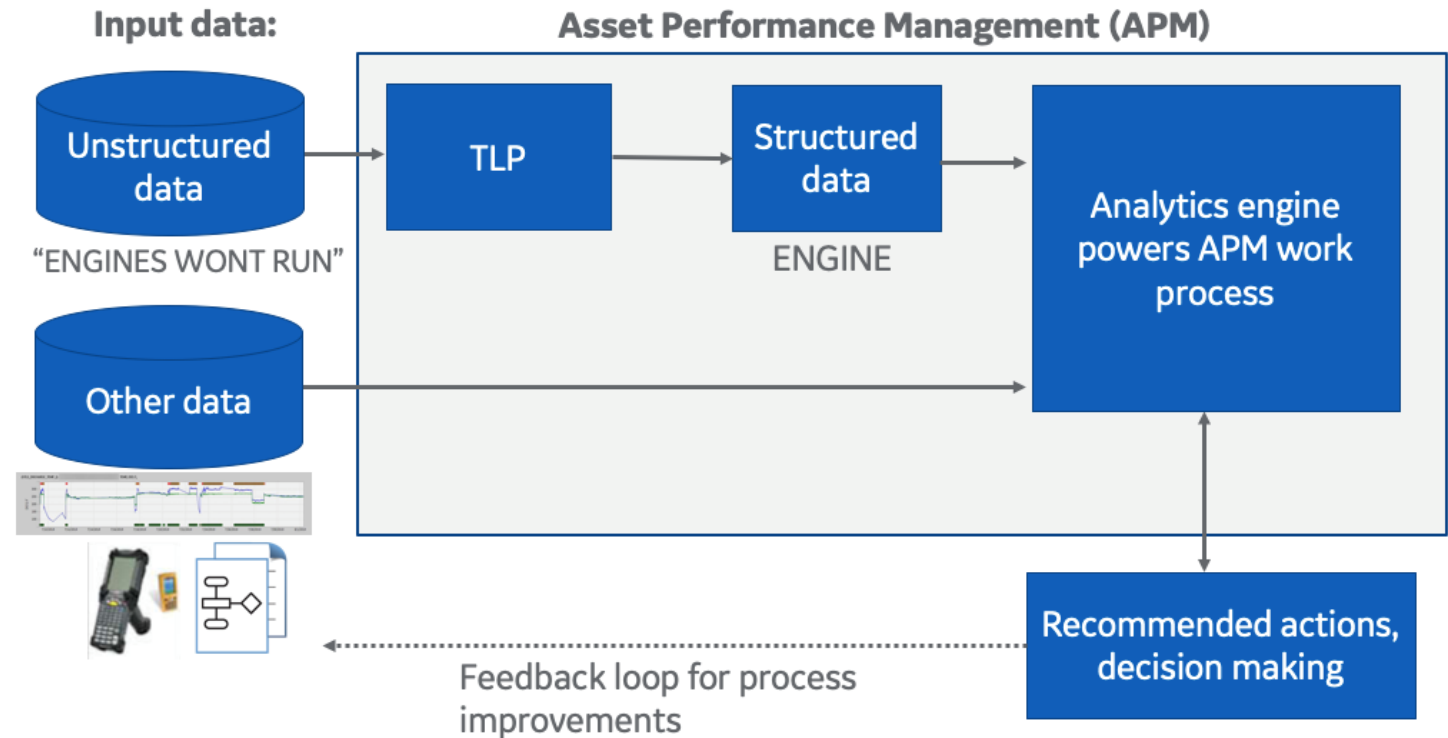 Input data:
Asset Performance Management (APM)
Unstructured
data
TLP
Structured
data
Analytics engine
powers APM work
process
“ENGINES WONT RUN”
ENGINE
Other data
Recommended actions,
decision making
Feedback loop for process
improvements